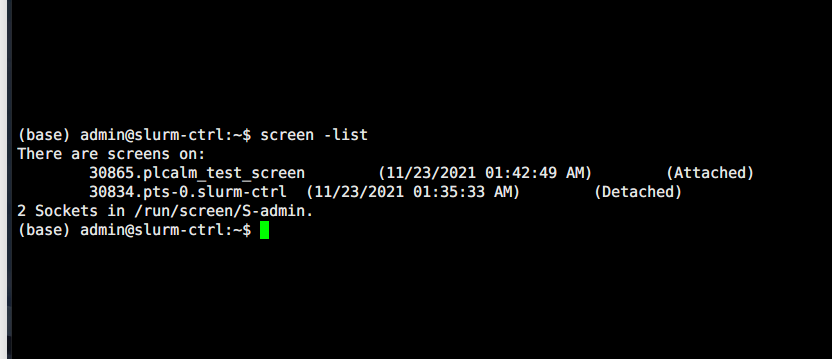 (base) admin@slurm-ctrl:~$ screen -list
There are screens on:
        30865.plcalm_test_screen        (11/23/2021 01:42:49 AM)        (Attached)
        30834.pts-0.slurm-ctrl  (11/23/2021 01:35:33 AM)        (Detached)
2 Sockets in /run/screen/S-admin.
(base) admin@slurm-ctrl:~$